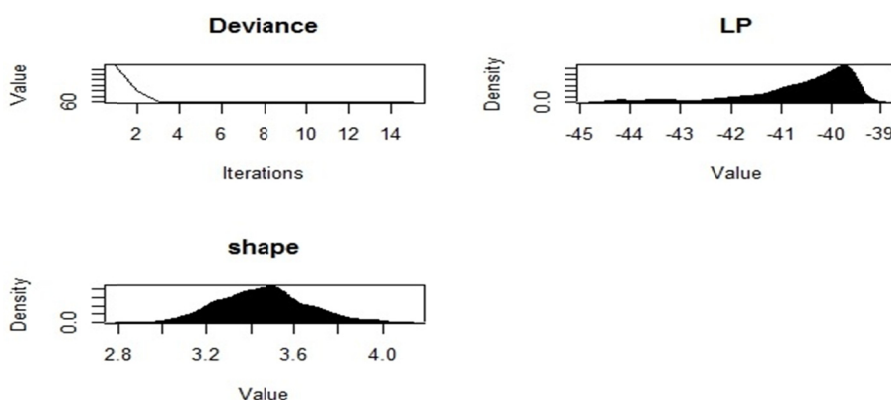 Deviance
Value
60
2 4 6 8 10 12 14
Iterations
LP
Density
0.0
-45 -44 -43 -42 -41 -40 -39
Value
shape
Density
0.0
2.8 3.2 3.6 4.0
Value